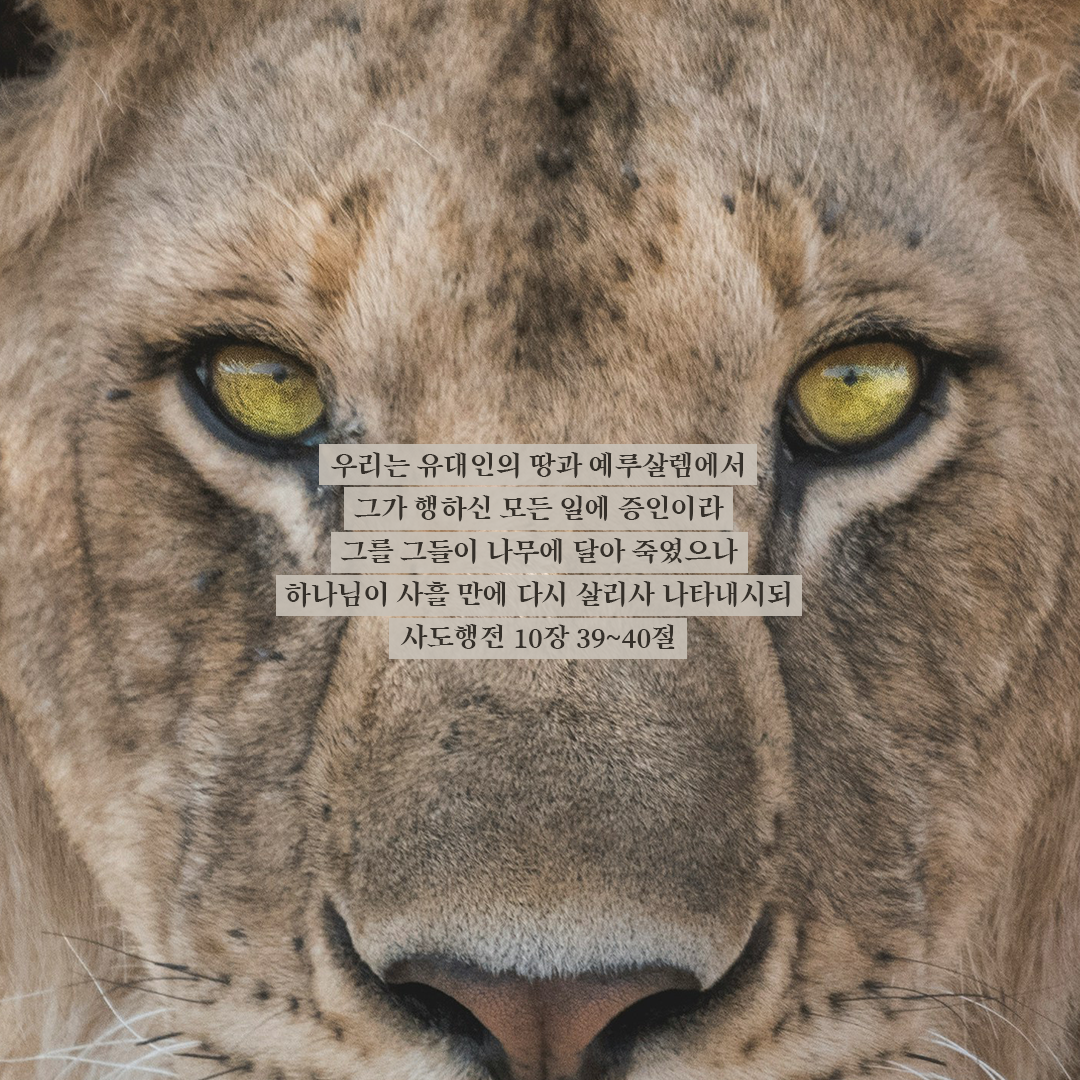 우리는 유대인의 땅과 예루살렘에서
그가 행하신 모든 일에 증인이라
그를 그들이 나무에 달아 죽였으나
하나님이 사흘 만에 다시 살리사 나타내시되
사도행전 10장 39~40절